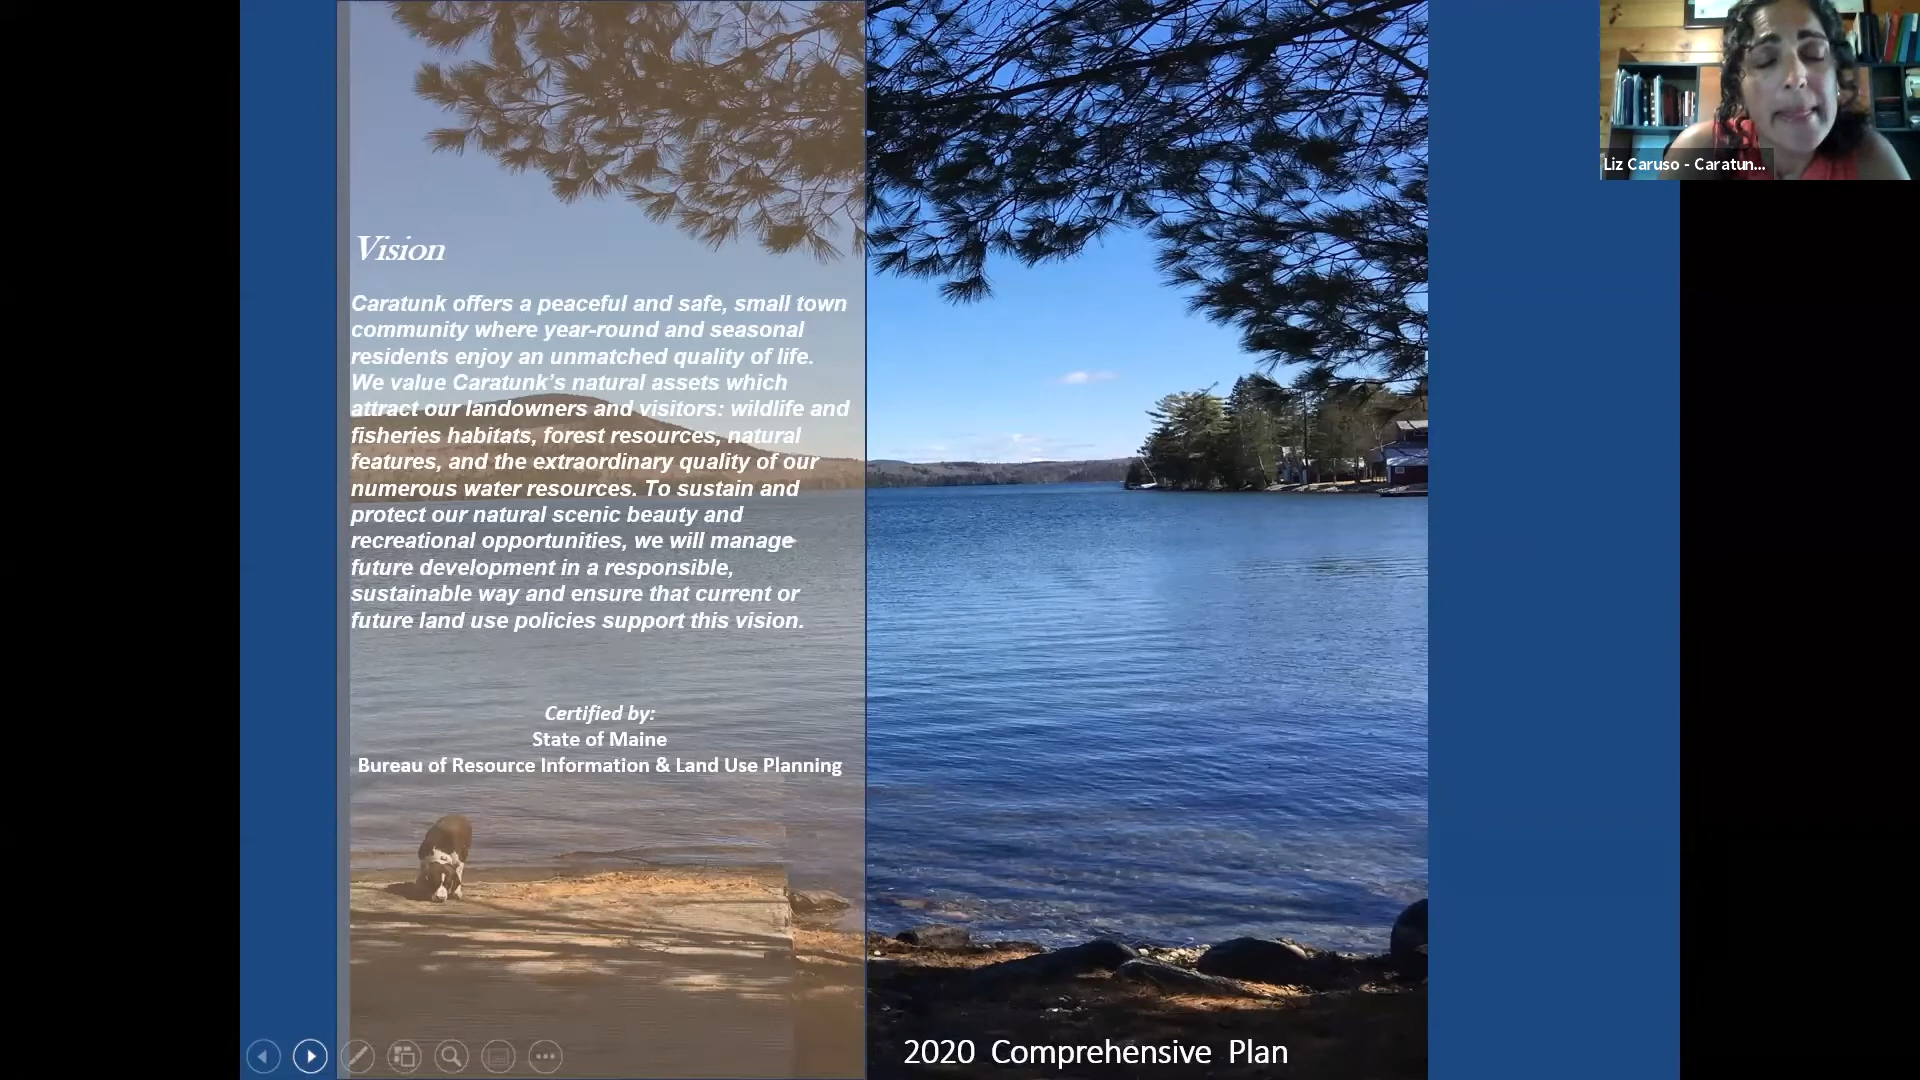 Vision
Caratunk offers a peaceful and safe, small town
community where year-round and seasonal
residents enjoy an unmatched quality of life.
We value Caratunk's natural assets which
attract our landowners and visitors: wildlife and
fisheries habitats, forest resources, natural
features, and the extraordinary quality of our
numerous water resources. To sustain and
protect our natural scenic beauty and
recreational opportunities, we will manage
future development in a responsible,
sustainable way and ensure that current or
future land use policies support this vision.
Certified by:
State of Maine
Bureau of Resource Information & Land Use Planning
2020 Comprehensive Plan
Liz Caruso - Caratun...